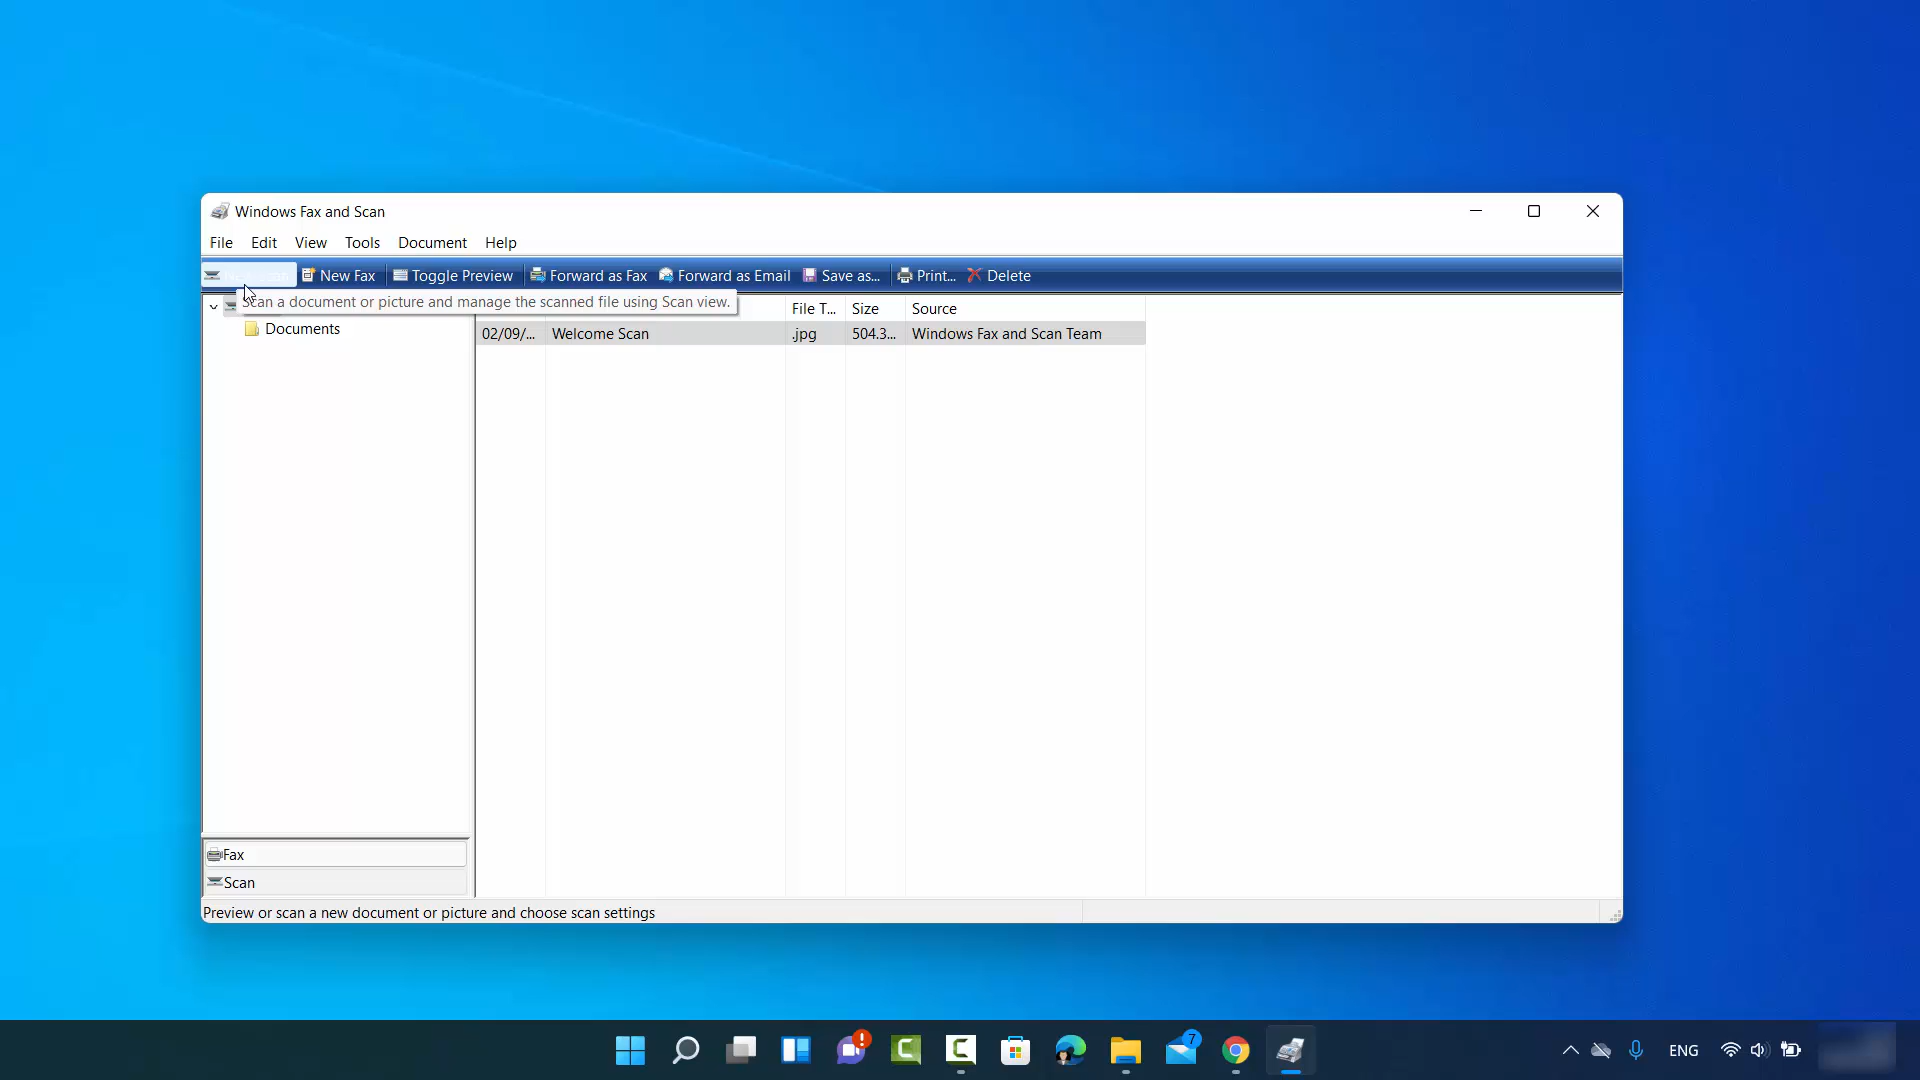 Windows Fax and Scan
File Edit View Tools Document Help
New Fax Toggle Preview Forward as Fax Forward as Email Save as... Print... Delete
Scan a document or picture and manage the scanned file using Scan view.
File T... Size Source
Documents
02/09/... Welcome Scan .jpg 504.3... Windows Fax and Scan Team
Fax
Scan
Preview or scan a new document or picture and choose scan settings
7
ENG